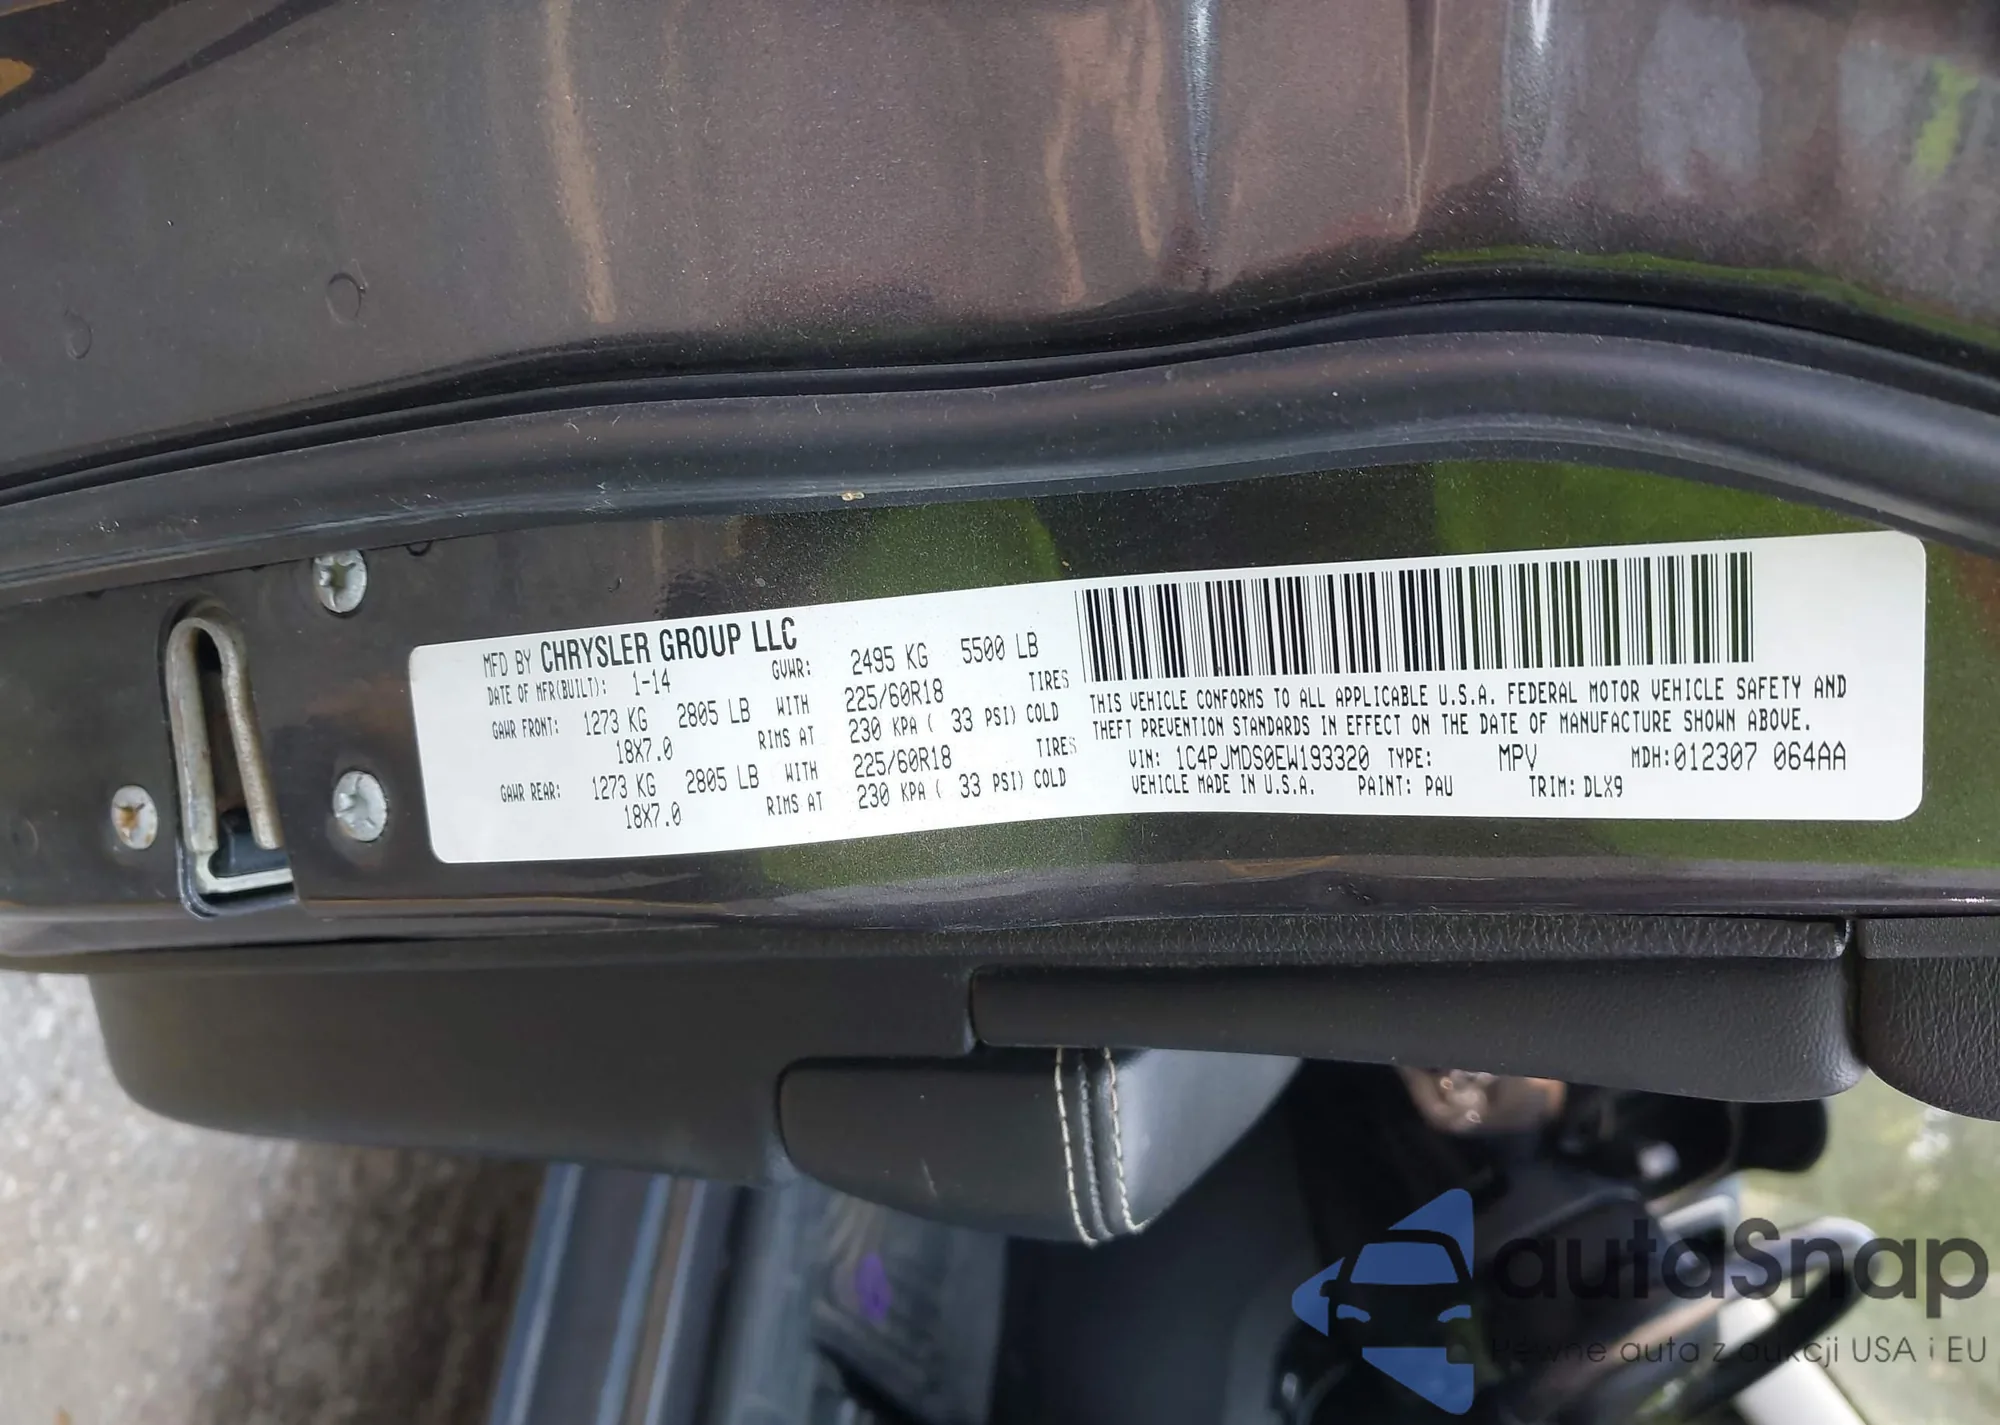 MFD BY CHRYSLER GROUP LLC
DATE OF MFR(BUILT): 1-14 GVWR: 2495 KG 5500 LB
GAWR FRONT: 1273 KG 2805 LB WITH 225/60R18 TIRES
18X7.0 RIMS AT 230 KPA ( 33 PSI) COLD
GAWR REAR: 1273 KG 2805 LB WITH 225/60R18 TIRES
18X7.0 RIMS AT 230 KPA ( 33 PSI) COLD
THIS VEHICLE CONFORMS TO ALL APPLICABLE U.S.A. FEDERAL MOTOR VEHICLE SAFETY AND
THEFT PREVENTION STANDARDS IN EFFECT ON THE DATE OF MANUFACTURE SHOWN ABOVE.
VIN: 1C4PJMDS0EW193320 TYPE: MPV MDH:012307 064AA
VEHICLE MADE IN U.S.A. PAINT: PAU TRIM: DLX9
autaSnap
Pewne auta z aukcji USA i EU